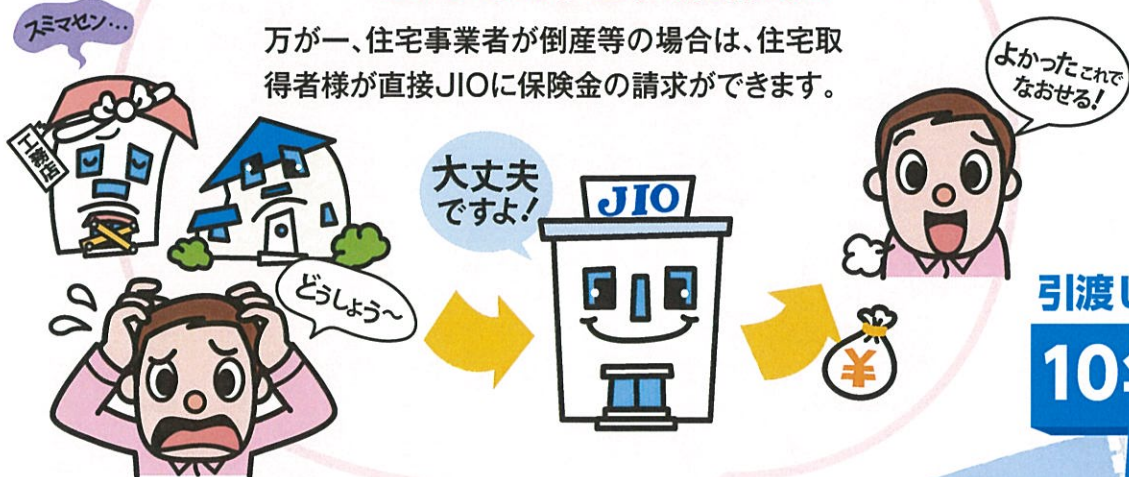 スミマセン…
万が一、住宅事業者が倒産等の場合は、住宅取
得者様が直接JIOに保険金の請求ができます。
よかったこれで
なおせる!
工務店
大丈夫
ですよ!
JIO
どうしよう〜
¥
引渡し
10